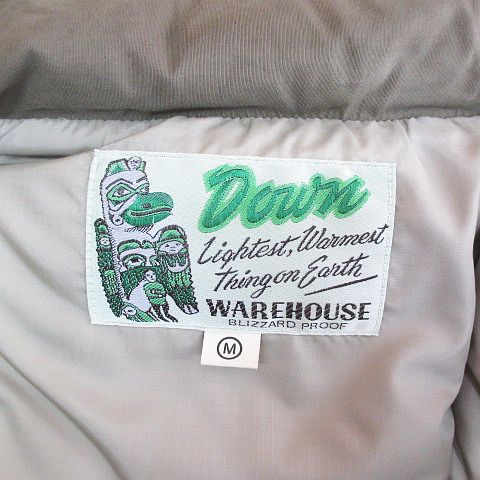 Down
Lightest, Warmest
Thing on Earth
WAREHOUSE
BLIZZARD PROOF
M